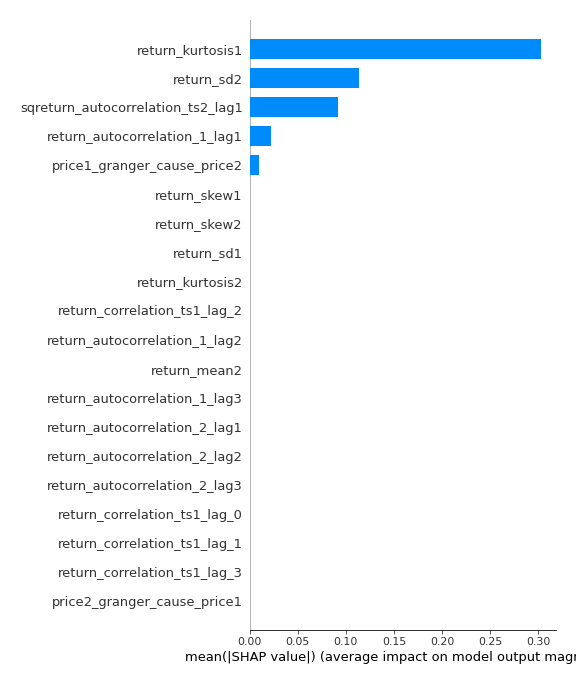 return_kurtosis1
return_sd2
sqreturn_autocorrelation_ts2_lag1
return_autocorrelation_1_lag1
price1_granger_cause_price2
return_skew1
return_skew2
return_sd1
return_kurtosis2
return_correlation_ts1_lag_2
return_autocorrelation_1_lag2
return_mean2
return_autocorrelation_1_lag3
return_autocorrelation_2_lag1
return_autocorrelation_2_lag2
return_autocorrelation_2_lag3
return_correlation_ts1_lag_0
return_correlation_ts1_lag_1
return_correlation_ts1_lag_3
price2_granger_cause_price1
0.00 0.05 0.10 0.15 0.20 0.25 0.30
mean(|SHAP value|) (average impact on model output magn